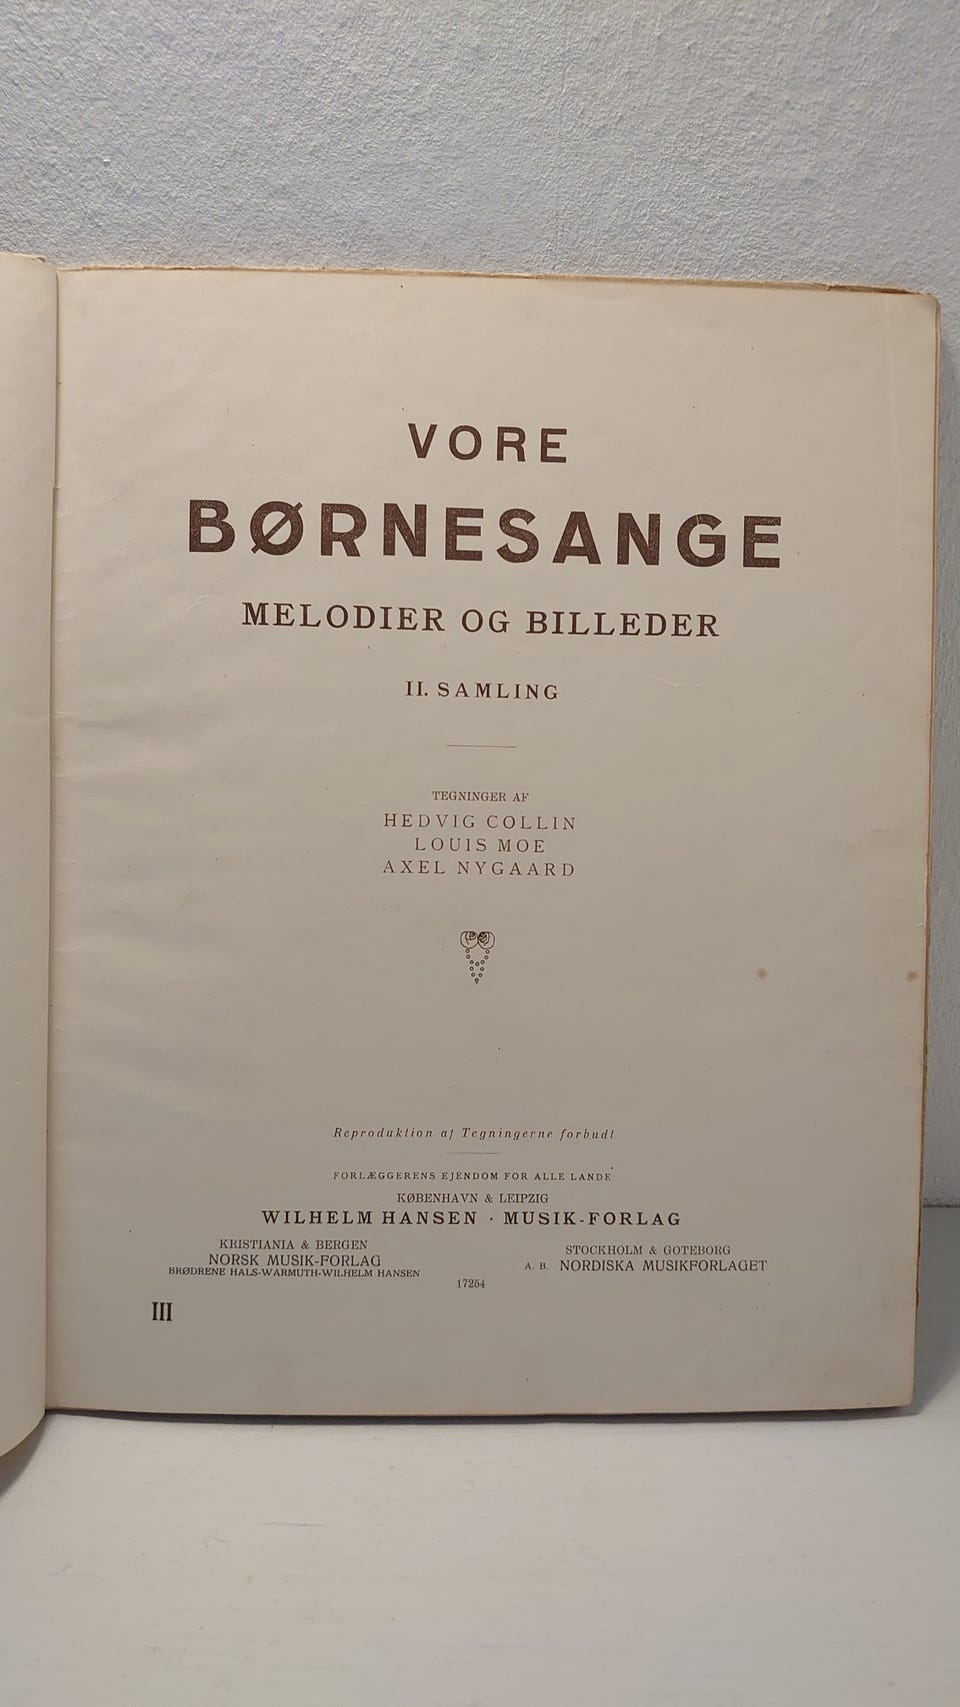 VORE
BØRNESANGE
MELODIER OG BILLEDER
II. SAMLING
TEGNINGER AF
HEDVIG COLLIN
LOUIS MOE
AXEL NYGAARD
Reproduktion af Tegningerne forbudt
FORLÆGGERENS EJENDOM FOR ALLE LANDE
KØBENHAVN & LEIPZIG
WILHELM HANSEN · MUSIK-FORLAG
KRISTIANIA & BERGEN
NORSK MUSIK-FORLAG
BRØDRENE HALS-WARMUTH-WILHELM HANSEN
STOCKHOLM & GOTEBORG
A. B. NORDISKA MUSIKFORLAGET
17254
III